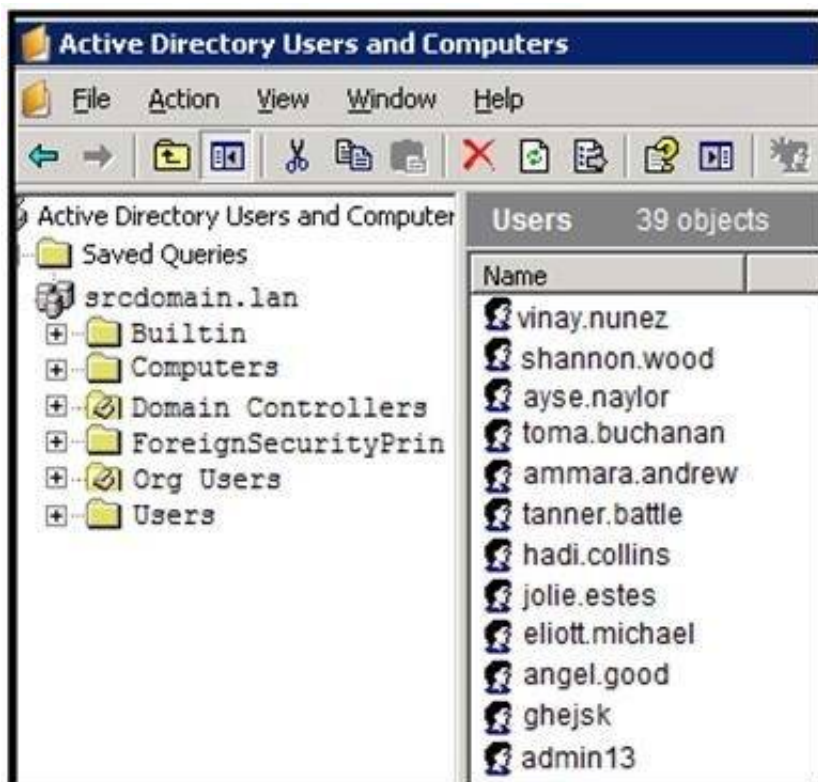 Active Directory Users and Computers
File Action View Window Help
Active Directory Users and Computer
Saved Queries
srcdomain.lan
Builtin
Computers
Domain Controllers
ForeignSecurityPrin
Org Users
Users
Users 39 objects
Name
vinay.nunez
shannon.wood
ayse.naylor
toma.buchanan
ammara.andrew
tanner.battle
hadi.collins
jolie.estes
eliott.michael
angel.good
ghejsk
admin13